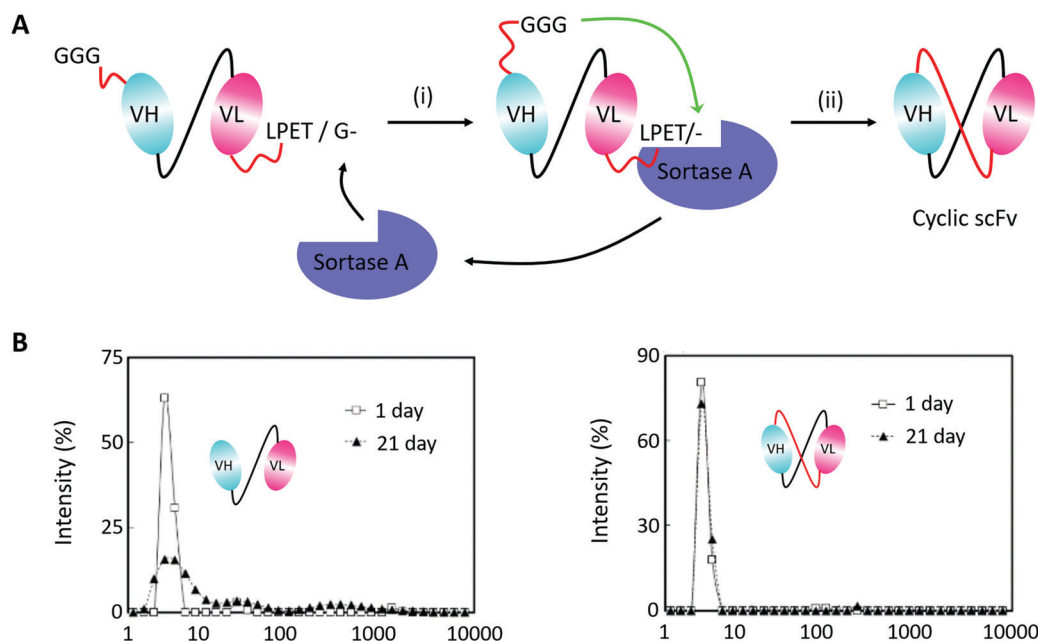 A
GGG
VH
VL
LPET / G-
(i)
GGG
VH
VL
LPET/-
Sortase A
(ii)
VH
VL
Cyclic scFv
Sortase A
B
75
50
25
0
Intensity (%)
1 day
21 day
VH
VL
1
10
100
1000
10000
90
60
30
0
Intensity (%)
1 day
21 day
VH
VL
1
10
100
1000
10000